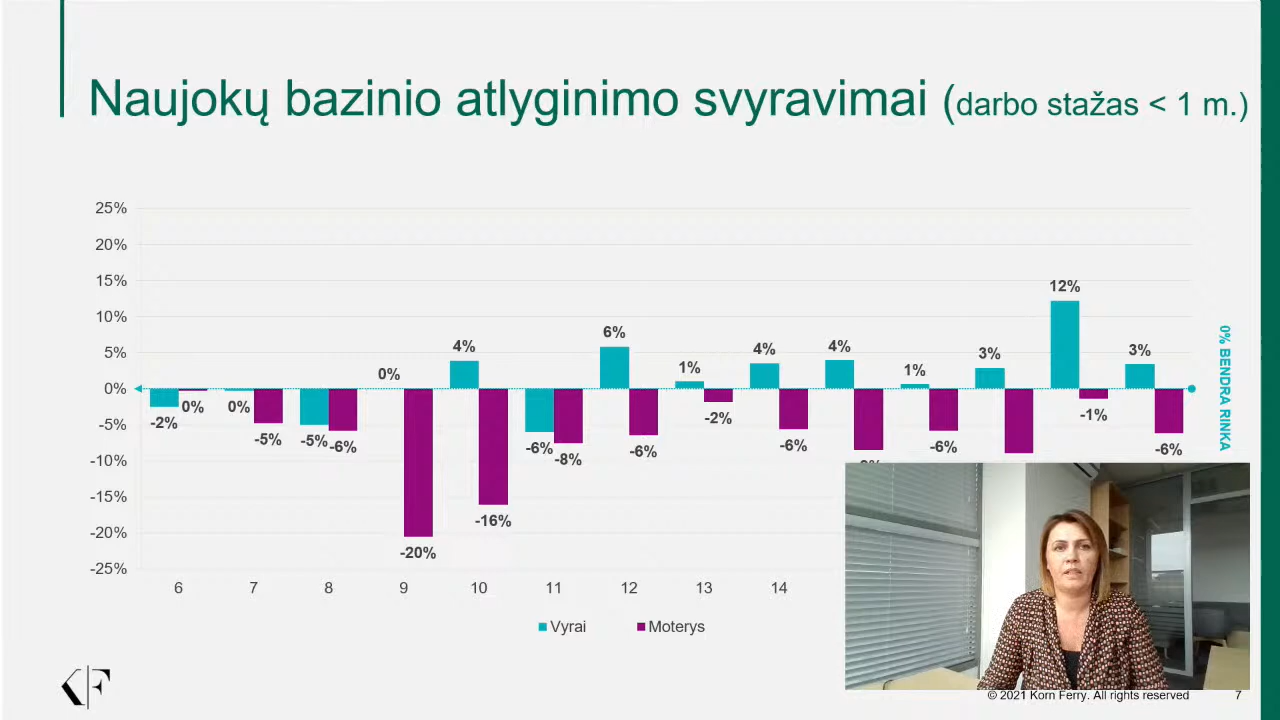 Naujokų bazinio atlyginimo svyravimai (darbo stažas < 1 m.)
25%
20%
15%
10%
5%
0%
-5%
-10%
-15%
-20%
-25%
-2% 0% 0% -5% -5% -6% 0% -20% 4% -16% -6% -8% 6% -6% 1% -2% 4% -6% 4% 1% -6% 3% 12% -1% 3% -6%
0% BENDRA RINKA
6 7 8 9 10 11 12 13 14
Vyrai Moterys
KF
© 2021 Korn Ferry. All rights reserved 7